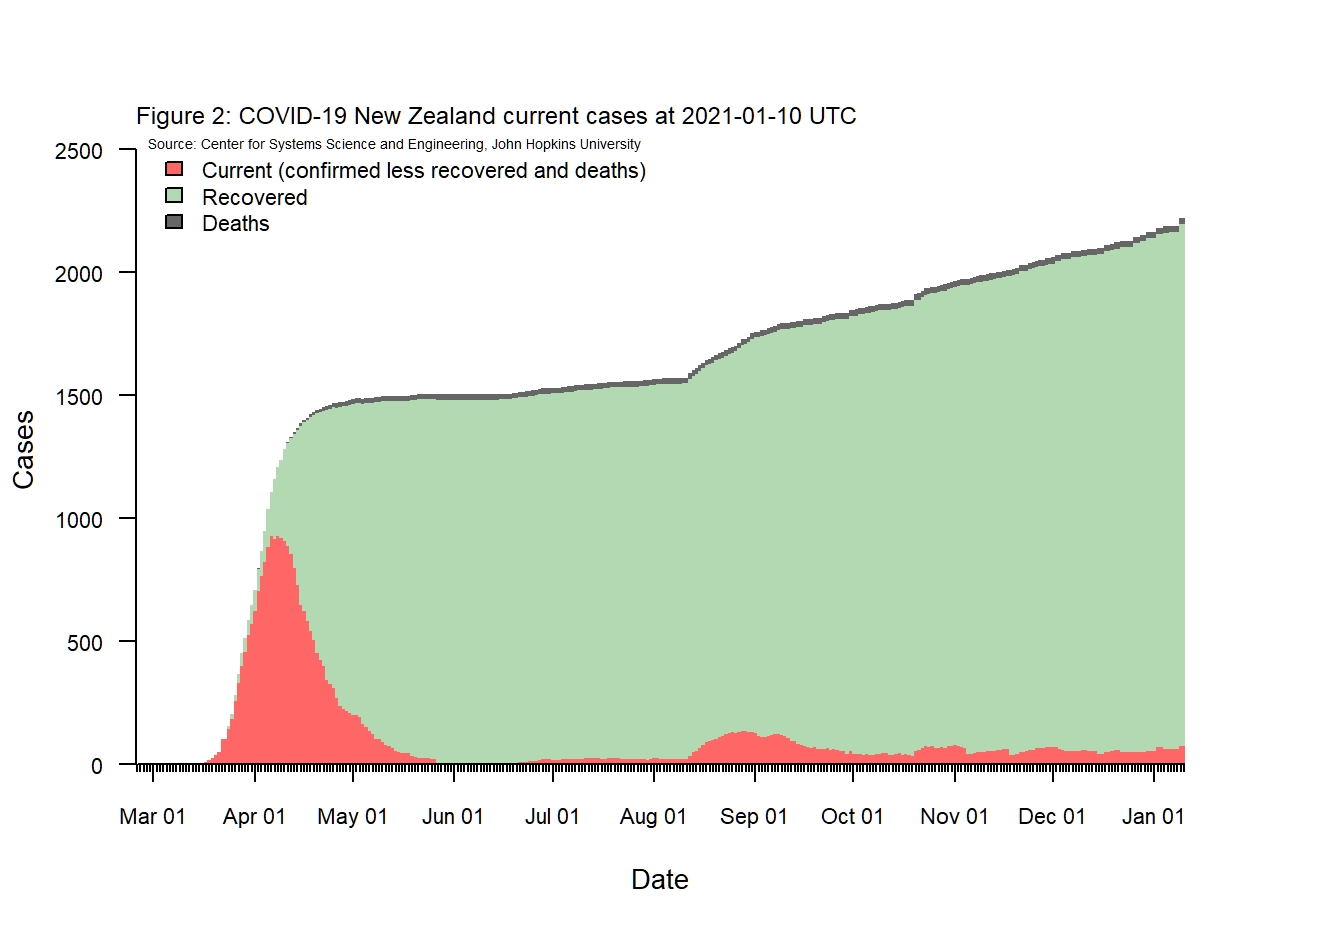 Figure 2: COVID-19 New Zealand current cases at 2021-01-10 UTC
Source: Center for Systems Science and Engineering, John Hopkins University
Current (confirmed less recovered and deaths)
Recovered
Deaths
2500
2000
1500
1000
500
0
Cases
Mar 01 Apr 01 May 01 Jun 01 Jul 01 Aug 01 Sep 01 Oct 01 Nov 01 Dec 01 Jan 01
Date